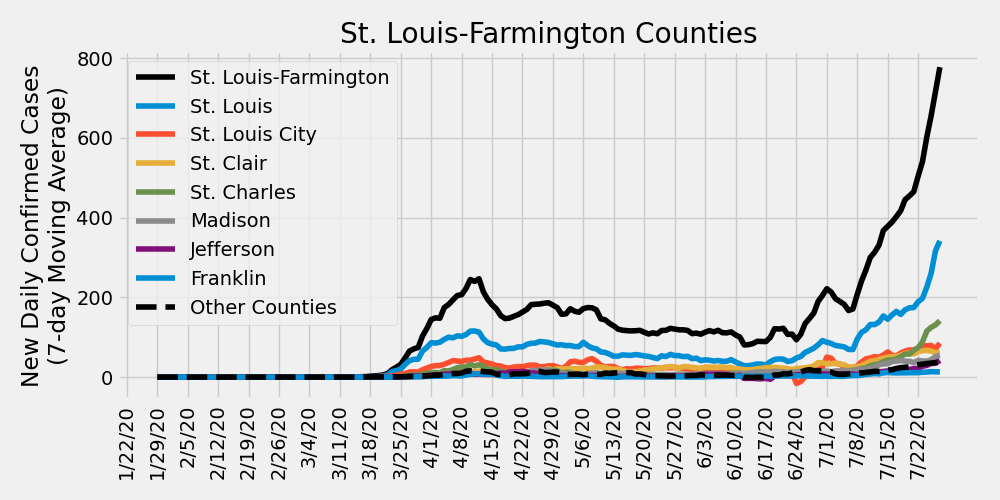 St. Louis-Farmington Counties
New Daily Confirmed Cases
(7-day Moving Average)
800
600
400
200
0
St. Louis-Farmington
St. Louis
St. Louis City
St. Clair
St. Charles
Madison
Jefferson
Franklin
Other Counties
1/22/20
1/29/20
2/5/20
2/12/20
2/19/20
2/26/20
3/4/20
3/11/20
3/18/20
3/25/20
4/1/20
4/8/20
4/15/20
4/22/20
4/29/20
5/6/20
5/13/20
5/20/20
5/27/20
6/3/20
6/10/20
6/17/20
6/24/20
7/1/20
7/8/20
7/15/20
7/22/20